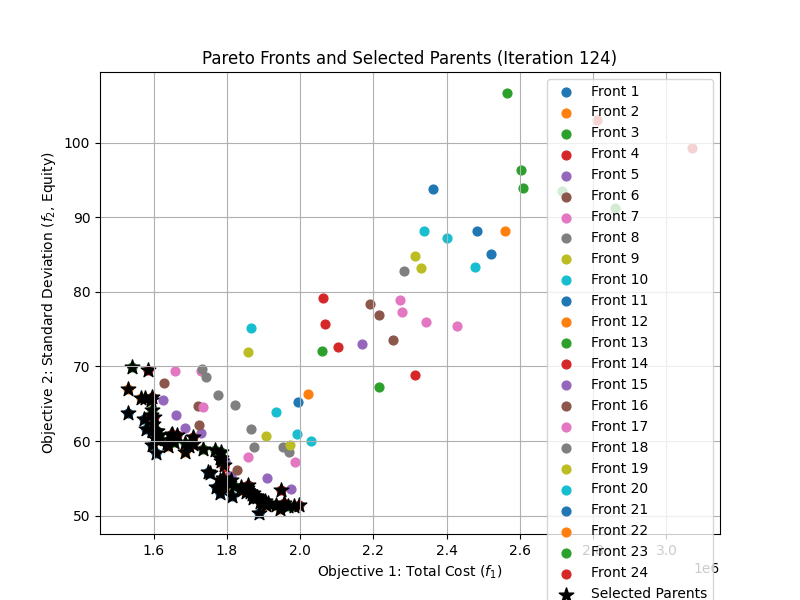 Pareto Fronts and Selected Parents (Iteration 124)
Objective 2: Standard Deviation (f₂, Equity)
100
90
80
70
60
50
1.6
1.8
2.0
2.2
2.4
2.6
2.8
3.0
1e6
Objective 1: Total Cost (f₁)
Front 1
Front 2
Front 3
Front 4
Front 5
Front 6
Front 7
Front 8
Front 9
Front 10
Front 11
Front 12
Front 13
Front 14
Front 15
Front 16
Front 17
Front 18
Front 19
Front 20
Front 21
Front 22
Front 23
Front 24
Selected Parents